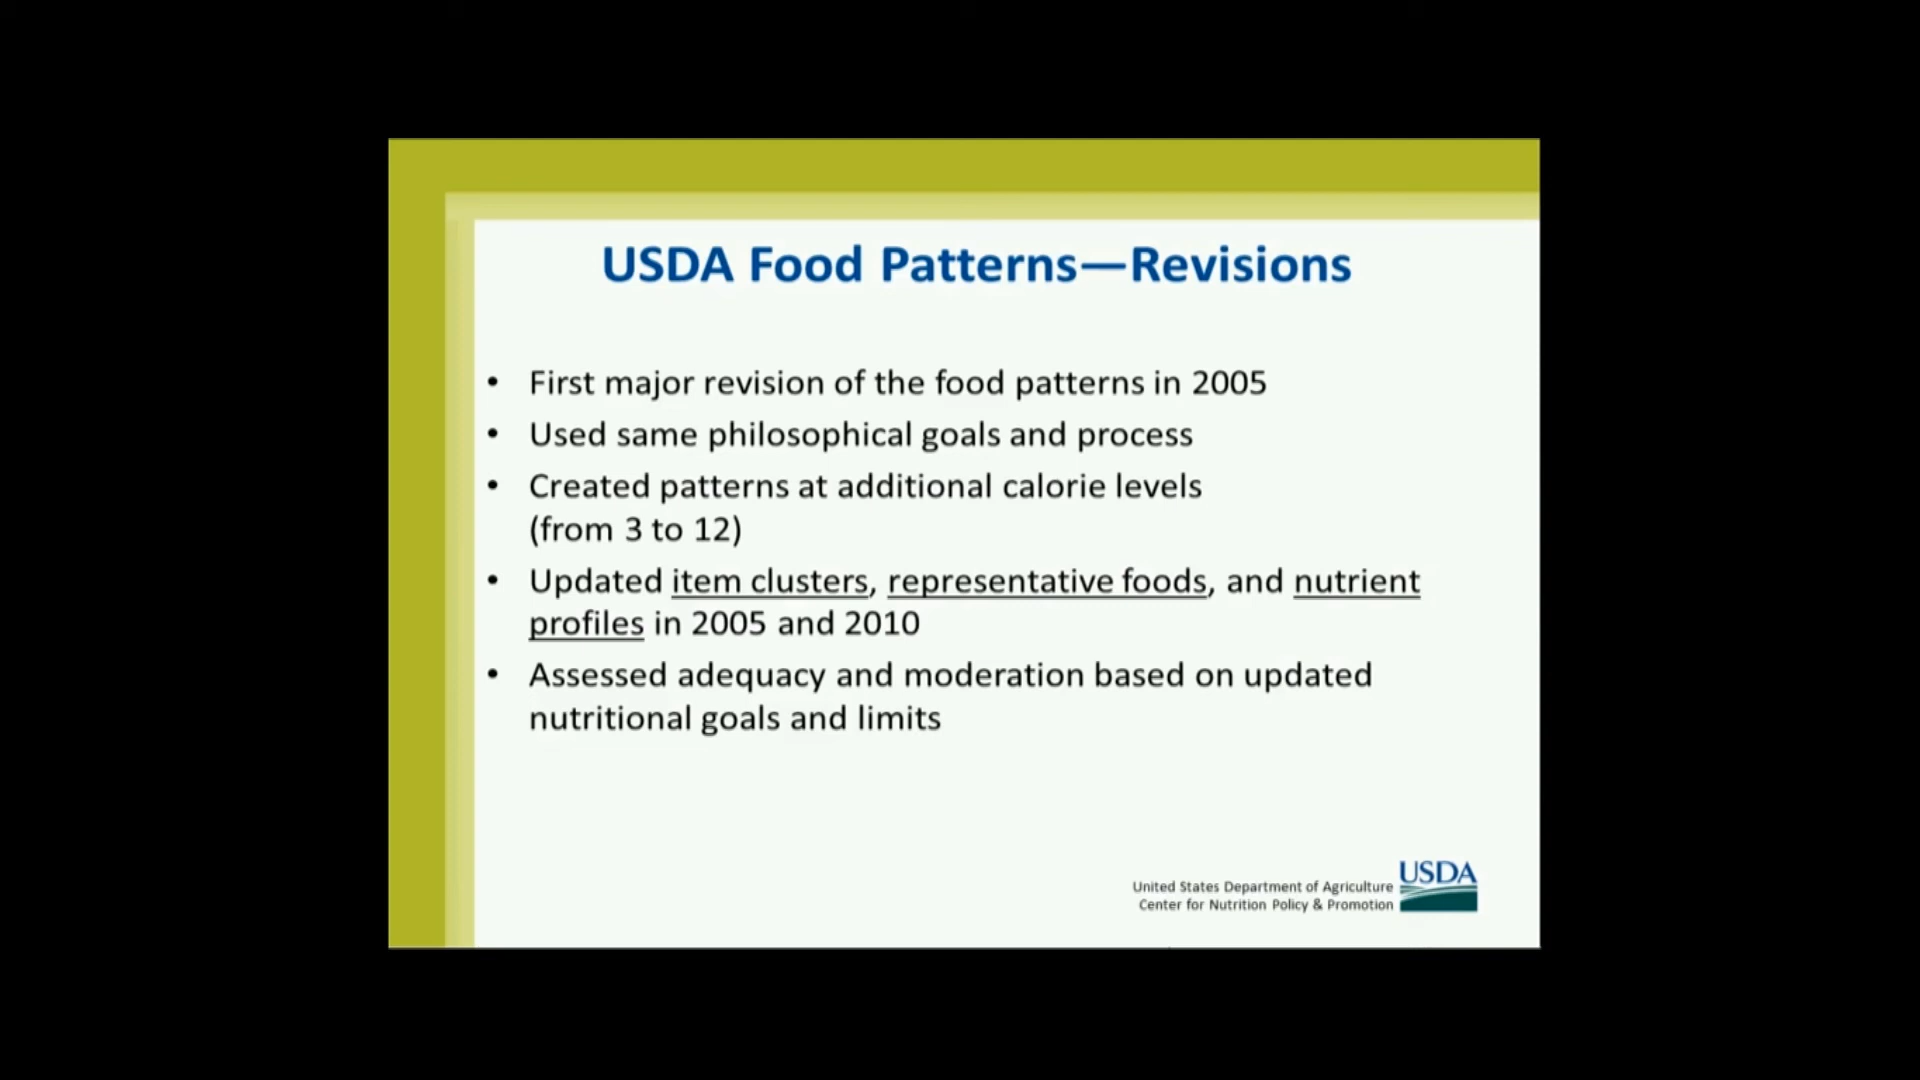 USDA Food Patterns—Revisions
• First major revision of the food patterns in 2005
• Used same philosophical goals and process
• Created patterns at additional calorie levels
(from 3 to 12)
• Updated item clusters, representative foods, and nutrient
profiles in 2005 and 2010
• Assessed adequacy and moderation based on updated
nutritional goals and limits
United States Department of Agriculture
Center for Nutrition Policy & Promotion
USDA